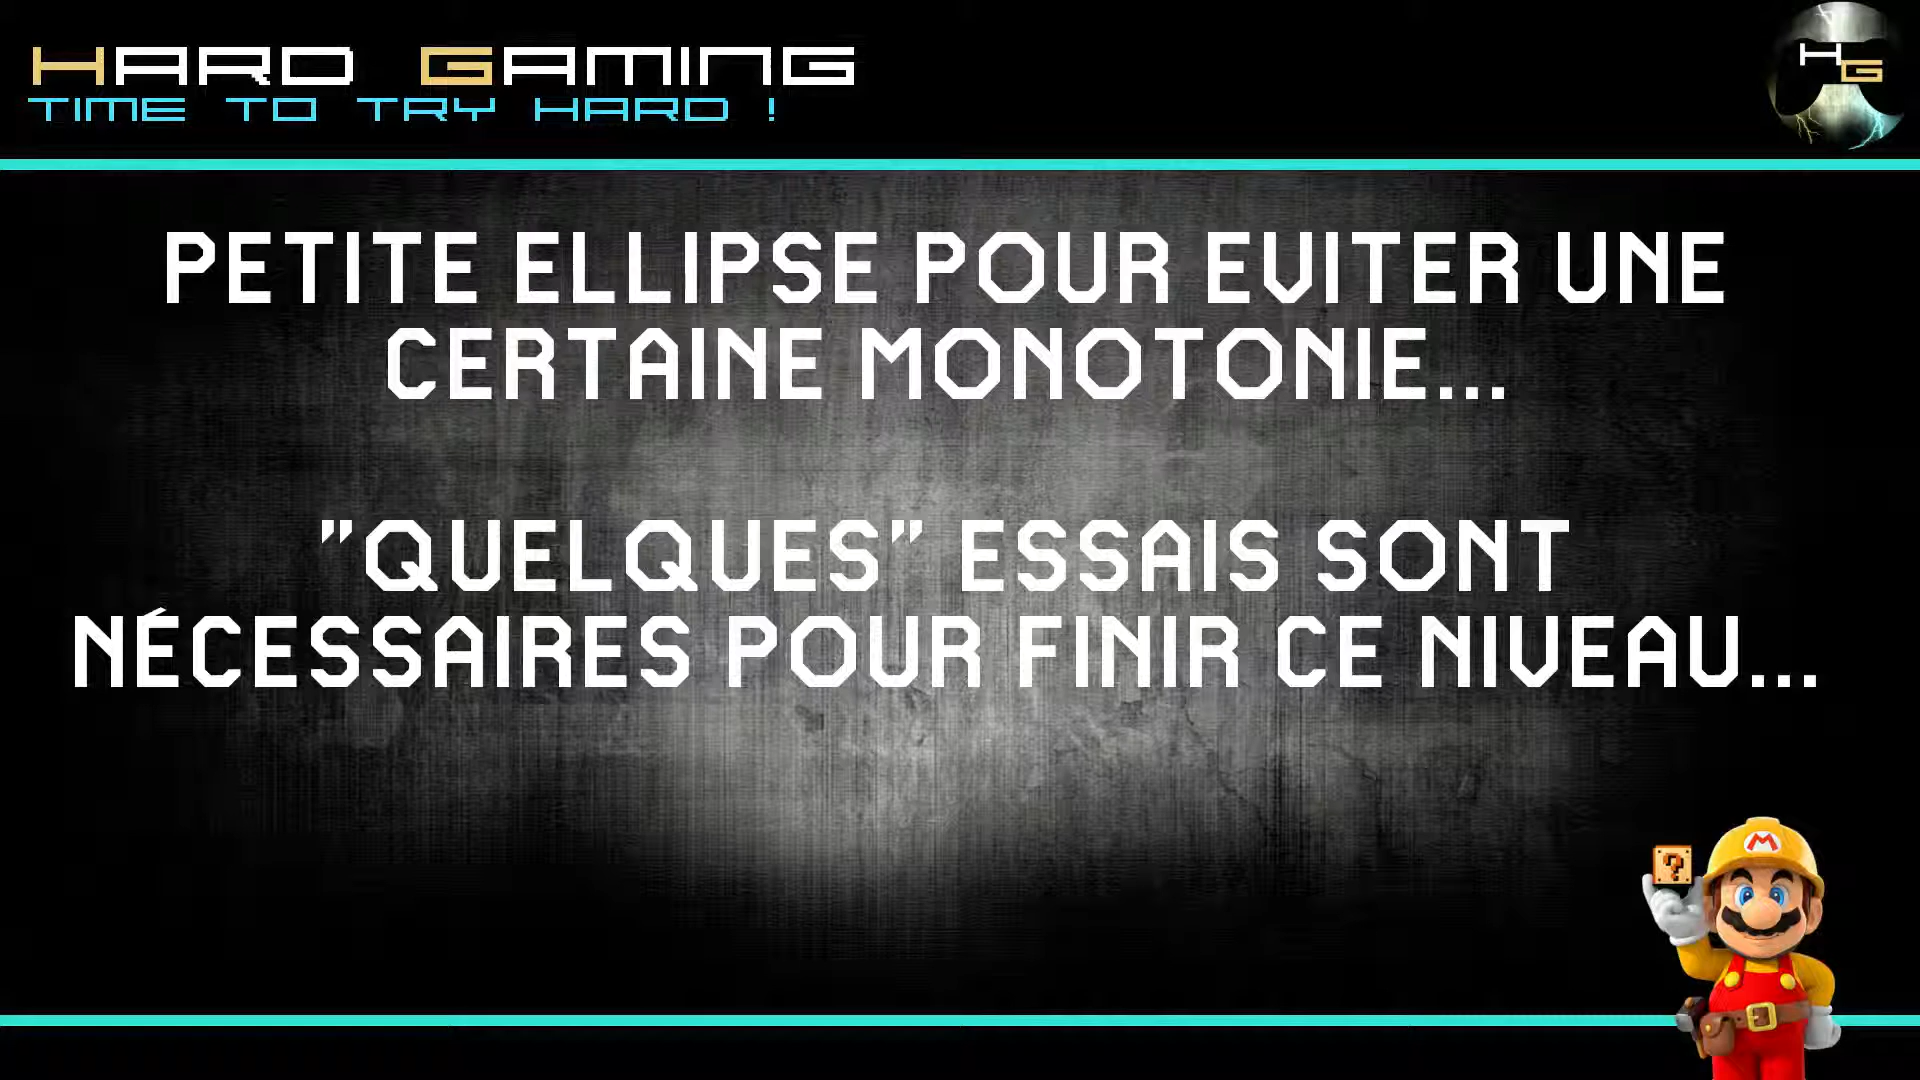 HARD GAMING
TIME TO TRY HARD !
HG
PETITE ELLIPSE POUR EVITER UNE
CERTAINE MONOTONIE...
"QUELQUES" ESSAIS SONT
NÉCESSAIRES POUR FINIR CE NIVEAU...
?
M